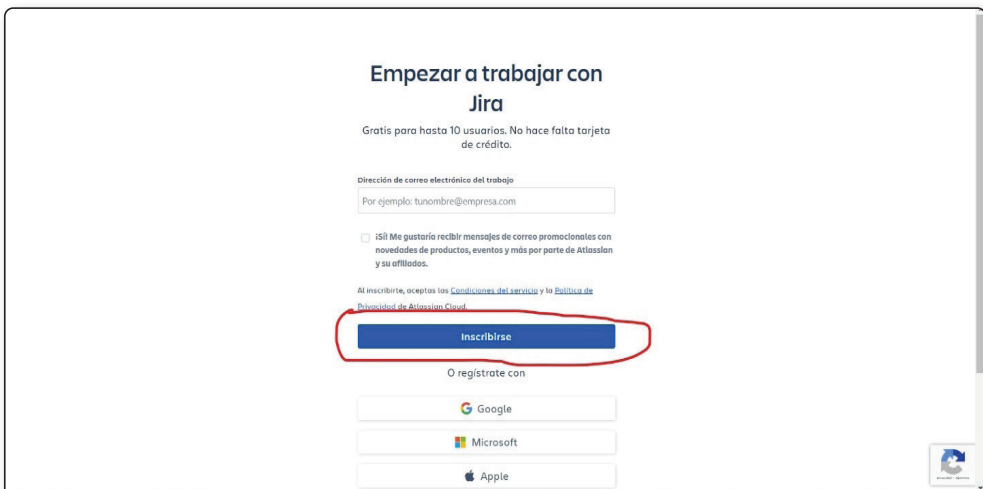 Empezar a trabajar con
Jira
Gratis para hasta 10 usuarios. No hace falta tarjeta
de crédito.
Dirección de correo electrónico del trabajo
Por ejemplo: tunombre@empresa.com
¡Sí! Me gustaría recibir mensajes de correo promocionales con
novedades de productos, eventos y más por parte de Atlassian
y su afiliados.
Al inscribirte, aceptas las Condiciones del servicio y la Política de
Privacidad de Atlassian Cloud.
Inscribirse
O regístrate con
Google
Microsoft
Apple